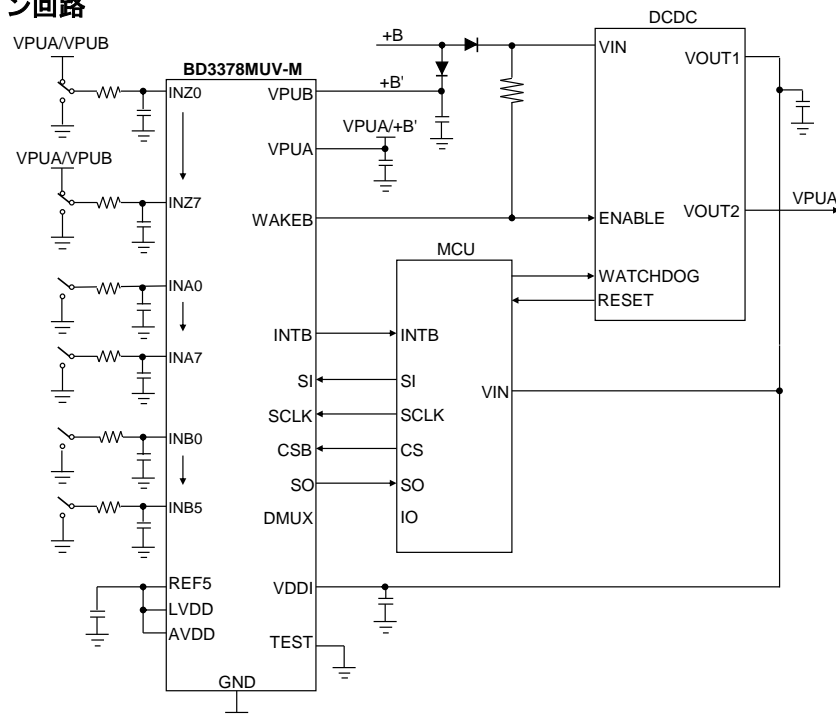 ン回路
DCDC
VPUA/VPUB
+B
VIN
VOUT1
BD3378MUV-M
INZ0
VPUB
+B'
VPUA/+B'
VPUA
VPUA/VPUB
INZ7
WAKEB
ENABLE
VOUT2
VPUA
MCU
WATCHDOG
RESET
INA0
INTB
INTB
INA7
SI
SI
VIN
SCLK
SCLK
INB0
CSB
CS
SO
SO
INB5
DMUX
IO
REF5
VDDI
LVDD
AVDD
TEST
GND